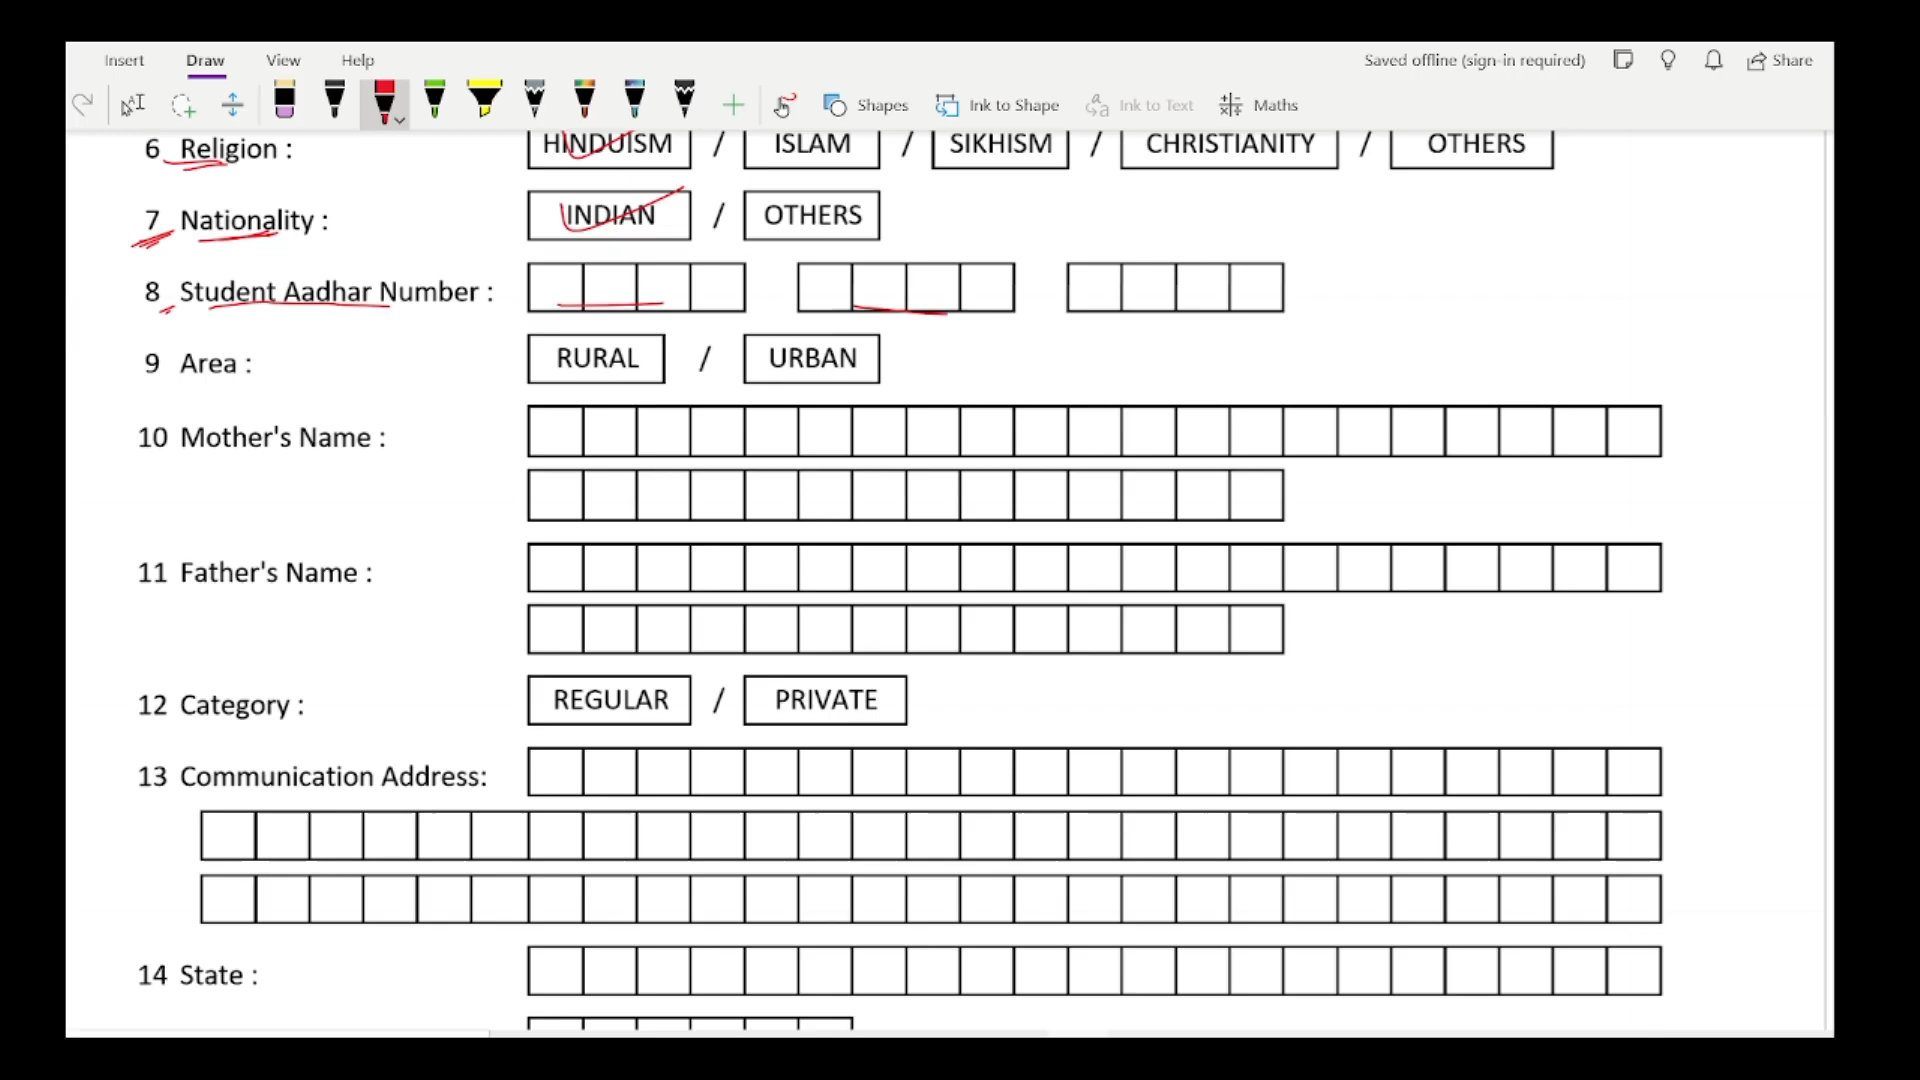 Insert Draw View Help Saved offline (sign-in required) Share
Shapes Ink to Shape Ink to Text Maths
6 Religion : HINDUISM / ISLAM / SIKHISM / CHRISTIANITY / OTHERS
7 Nationality : INDIAN / OTHERS
8 Student Aadhar Number :
9 Area : RURAL / URBAN
10 Mother's Name :
11 Father's Name :
12 Category : REGULAR / PRIVATE
13 Communication Address:
14 State :